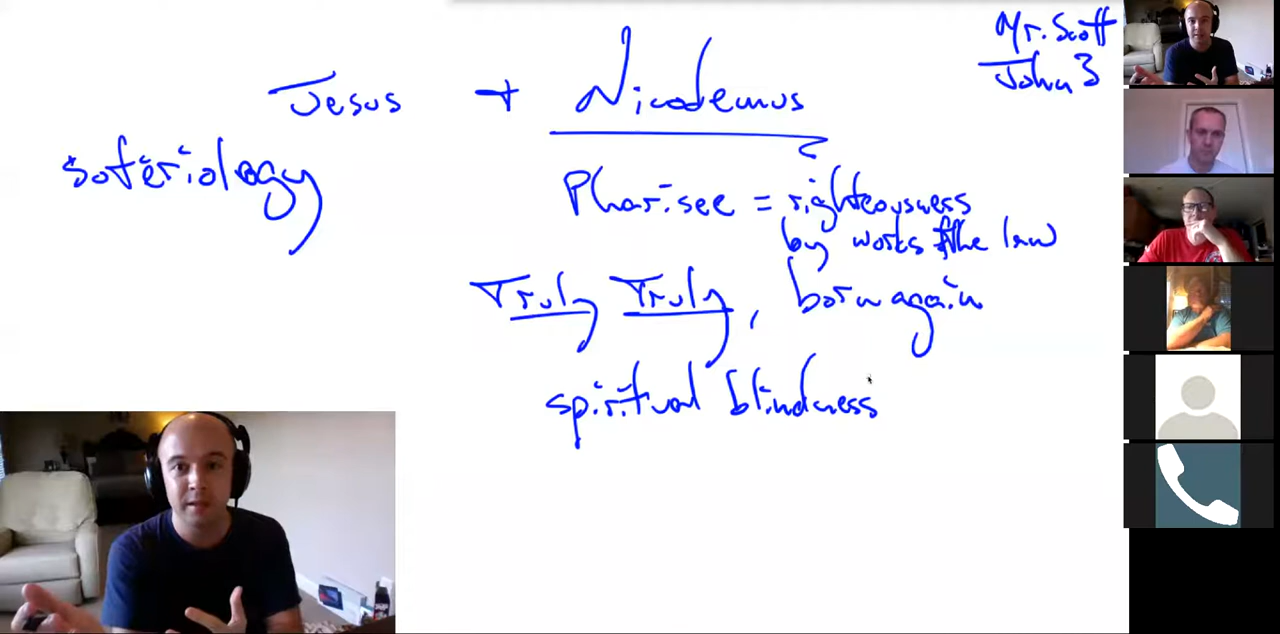 Mr. Scott
John 3
Jesus + Nicodemus
soteriology
Pharisee = righteousness
by works of the law
Truly Truly, born again
spiritual blindness